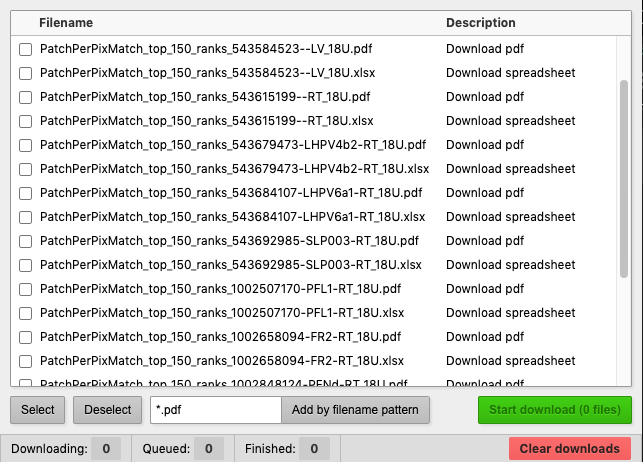 Filename Description
PatchPerPixMatch_top_150_ranks_543584523--LV_18U.pdf Download pdf
PatchPerPixMatch_top_150_ranks_543584523--LV_18U.xlsx Download spreadsheet
PatchPerPixMatch_top_150_ranks_543615199--RT_18U.pdf Download pdf
PatchPerPixMatch_top_150_ranks_543615199--RT_18U.xlsx Download spreadsheet
PatchPerPixMatch_top_150_ranks_543679473-LHPV4b2-RT_18U.pdf Download pdf
PatchPerPixMatch_top_150_ranks_543679473-LHPV4b2-RT_18U.xlsx Download spreadsheet
PatchPerPixMatch_top_150_ranks_543684107-LHPV6a1-RT_18U.pdf Download pdf
PatchPerPixMatch_top_150_ranks_543684107-LHPV6a1-RT_18U.xlsx Download spreadsheet
PatchPerPixMatch_top_150_ranks_543692985-SLP003-RT_18U.pdf Download pdf
PatchPerPixMatch_top_150_ranks_543692985-SLP003-RT_18U.xlsx Download spreadsheet
PatchPerPixMatch_top_150_ranks_1002507170-PFL1-RT_18U.pdf Download pdf
PatchPerPixMatch_top_150_ranks_1002507170-PFL1-RT_18U.xlsx Download spreadsheet
PatchPerPixMatch_top_150_ranks_1002658094-FR2-RT_18U.pdf Download pdf
PatchPerPixMatch_top_150_ranks_1002658094-FR2-RT_18U.xlsx Download spreadsheet
PatchPerPixMatch_top_150_ranks_1002848124-PENd-RT_18U.pdf Download pdf
Select Deselect *.pdf Add by filename pattern Start download (0 files)
Downloading: 0 Queued: 0 Finished: 0 Clear downloads